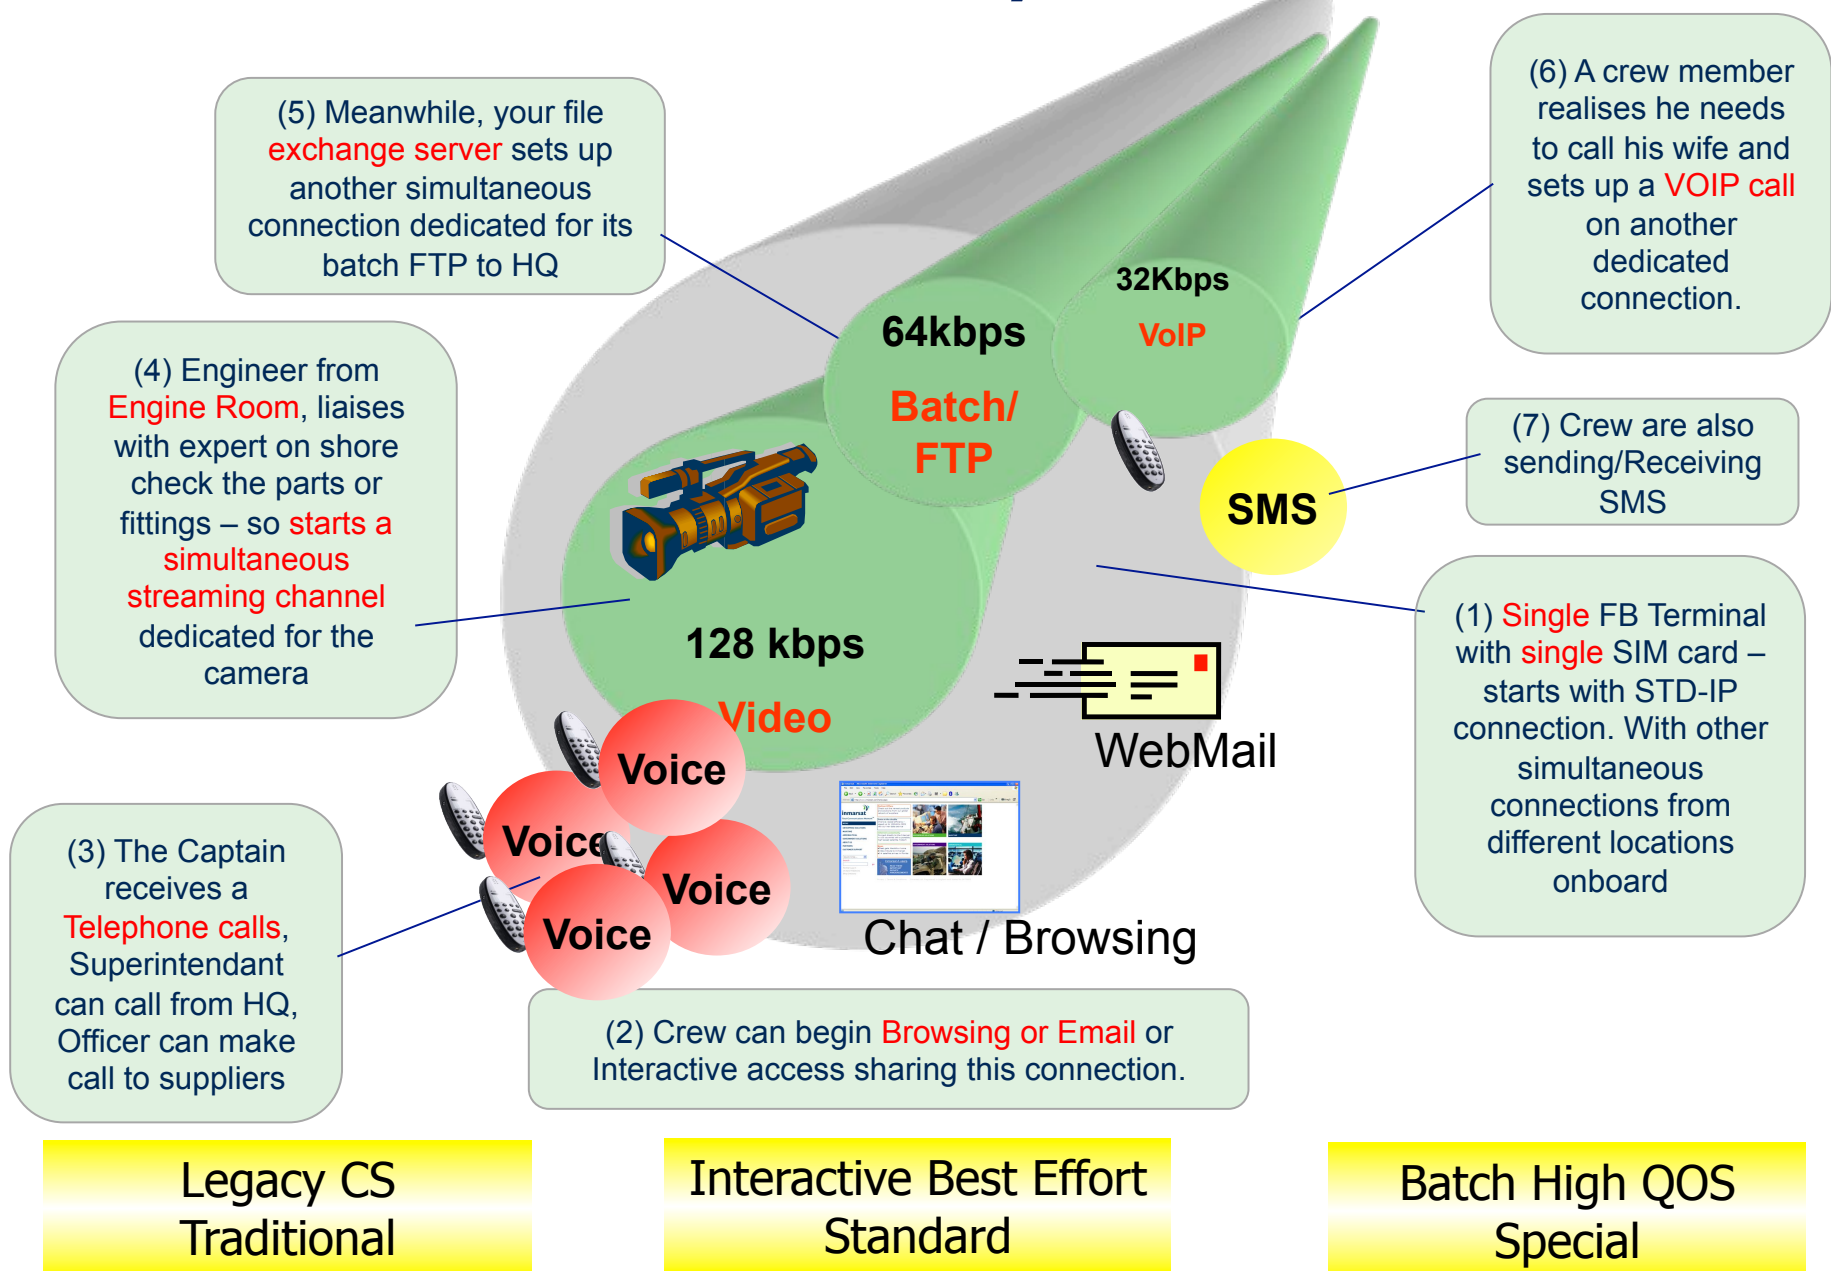 (5) Meanwhile, your file
exchange server sets up
another simultaneous
connection dedicated for its
batch FTP to HQ
(6) A crew member
realises he needs
to call his wife and
sets up a VOIP call
on another
dedicated
connection.
32Kbps
VoIP
64kbps
Batch/
FTP
(4) Engineer from
Engine Room, liaises
with expert on shore
check the parts or
fittings – so starts a
simultaneous
streaming channel
dedicated for the
camera
(7) Crew are also
sending/Receiving
SMS
SMS
128 kbps
Video
(1) Single FB Terminal
with single SIM card –
starts with STD-IP
connection. With other
simultaneous
connections from
different locations
onboard
WebMail
Voice
Voice
Voice
Voice
inmarsat
Chat / Browsing
(3) The Captain
receives a
Telephone calls,
Superintendant
can call from HQ,
Officer can make
call to suppliers
(2) Crew can begin Browsing or Email or
Interactive access sharing this connection.
Legacy CS
Traditional
Interactive Best Effort
Standard
Batch High QOS
Special